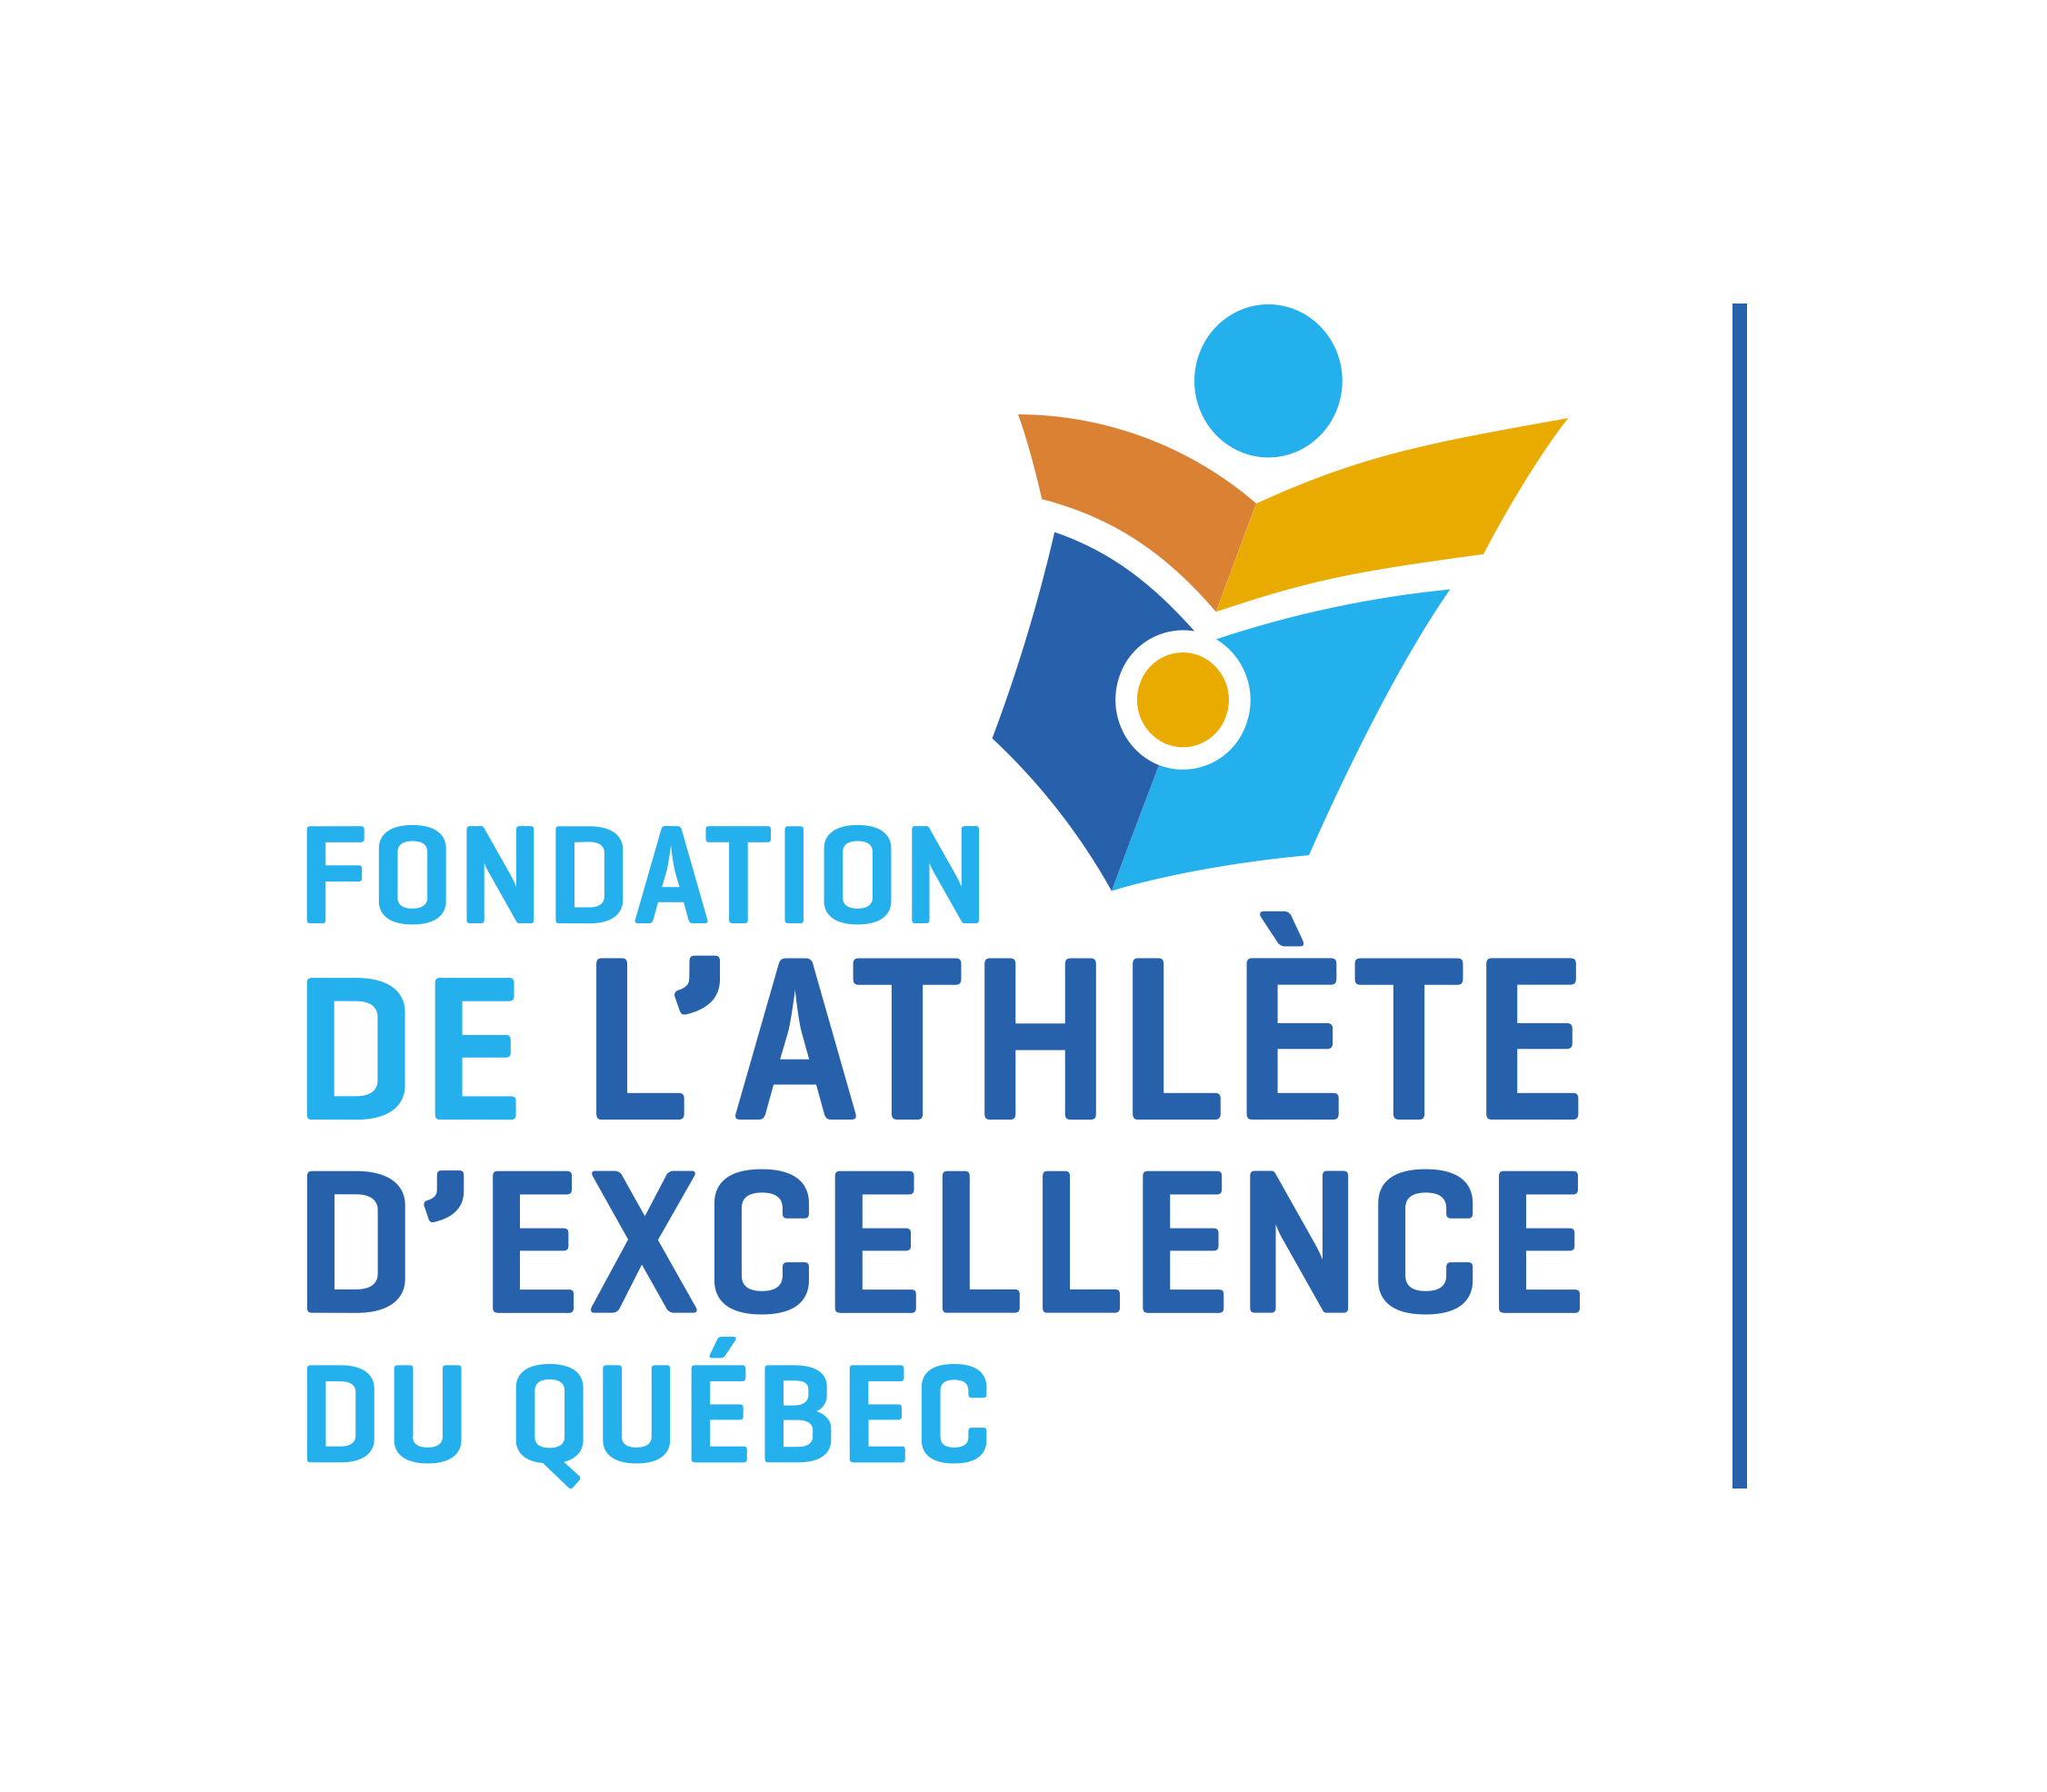 FONDATION
DE L'ATHLÈTE
D'EXCELLENCE
DU QUÉBEC